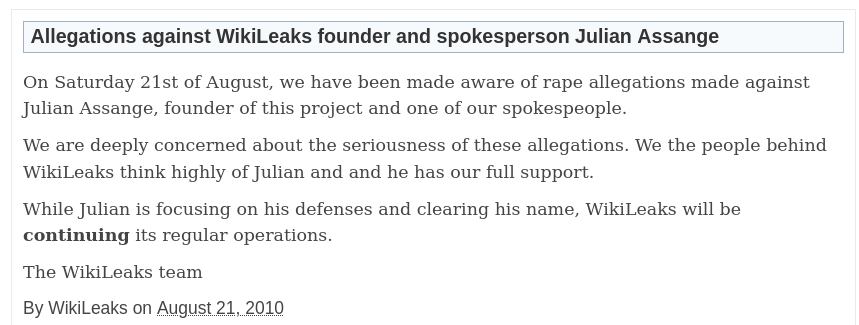 Allegations against WikiLeaks founder and spokesperson Julian Assange
On Saturday 21st of August, we have been made aware of rape allegations made against
Julian Assange, founder of this project and one of our spokespeople.
We are deeply concerned about the seriousness of these allegations. We the people behind
WikiLeaks think highly of Julian and and he has our full support.
While Julian is focusing on his defenses and clearing his name, WikiLeaks will be
continuing its regular operations.
The WikiLeaks team
By WikiLeaks on August 21, 2010